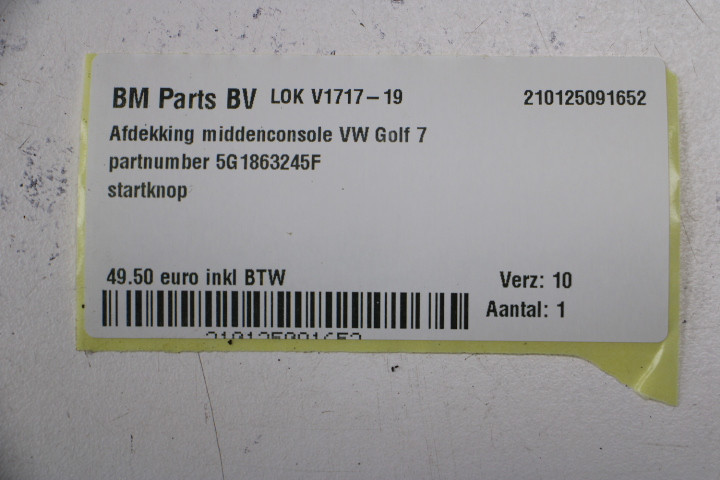 BM Parts BV LOK V1717-19 210125091652
Afdekking middenconsole VW Golf 7
partnumber 5G1863245F
startknop
49.50 euro inkl BTW Verz: 10
Aantal: 1
210125091652